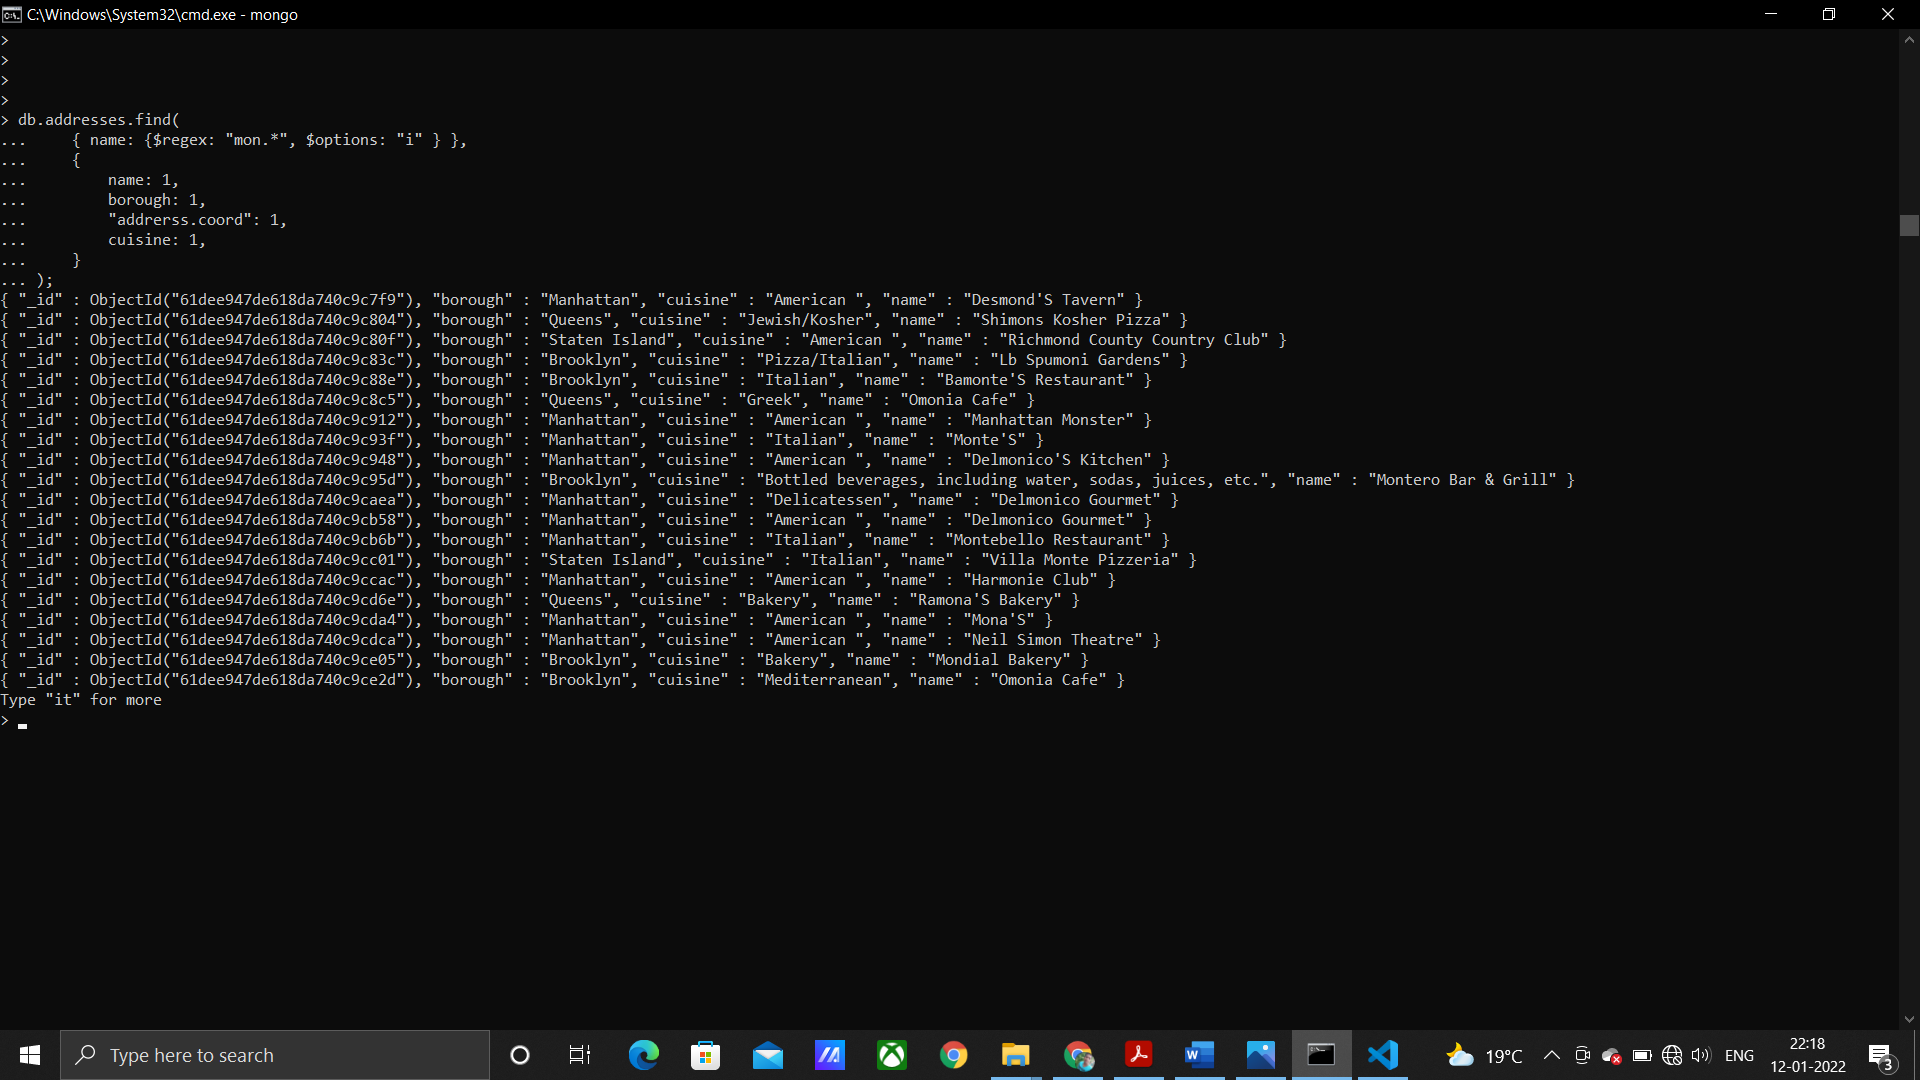 C:\Windows\System32\cmd.exe - mongo
>
>
>
>
> db.addresses.find(
...     { name: {$regex: "mon.*", $options: "i" } },
...     {
...         name: 1,
...         borough: 1,
...         "addrerss.coord": 1,
...         cuisine: 1,
...     }
... );
{ "_id" : ObjectId("61dee947de618da740c9c7f9"), "borough" : "Manhattan", "cuisine" : "American ", "name" : "Desmond'S Tavern" }
{ "_id" : ObjectId("61dee947de618da740c9c804"), "borough" : "Queens", "cuisine" : "Jewish/Kosher", "name" : "Shimons Kosher Pizza" }
{ "_id" : ObjectId("61dee947de618da740c9c80f"), "borough" : "Staten Island", "cuisine" : "American ", "name" : "Richmond County Country Club" }
{ "_id" : ObjectId("61dee947de618da740c9c83c"), "borough" : "Brooklyn", "cuisine" : "Pizza/Italian", "name" : "Lb Spumoni Gardens" }
{ "_id" : ObjectId("61dee947de618da740c9c88e"), "borough" : "Brooklyn", "cuisine" : "Italian", "name" : "Bamonte'S Restaurant" }
{ "_id" : ObjectId("61dee947de618da740c9c8c5"), "borough" : "Queens", "cuisine" : "Greek", "name" : "Omonia Cafe" }
{ "_id" : ObjectId("61dee947de618da740c9c912"), "borough" : "Manhattan", "cuisine" : "American ", "name" : "Manhattan Monster" }
{ "_id" : ObjectId("61dee947de618da740c9c93f"), "borough" : "Manhattan", "cuisine" : "Italian", "name" : "Monte'S" }
{ "_id" : ObjectId("61dee947de618da740c9c948"), "borough" : "Manhattan", "cuisine" : "American ", "name" : "Delmonico'S Kitchen" }
{ "_id" : ObjectId("61dee947de618da740c9c95d"), "borough" : "Brooklyn", "cuisine" : "Bottled beverages, including water, sodas, juices, etc.", "name" : "Montero Bar & Grill" }
{ "_id" : ObjectId("61dee947de618da740c9caea"), "borough" : "Manhattan", "cuisine" : "Delicatessen", "name" : "Delmonico Gourmet" }
{ "_id" : ObjectId("61dee947de618da740c9cb58"), "borough" : "Manhattan", "cuisine" : "American ", "name" : "Delmonico Gourmet" }
{ "_id" : ObjectId("61dee947de618da740c9cb6b"), "borough" : "Manhattan", "cuisine" : "Italian", "name" : "Montebello Restaurant" }
{ "_id" : ObjectId("61dee947de618da740c9cc01"), "borough" : "Staten Island", "cuisine" : "Italian", "name" : "Villa Monte Pizzeria" }
{ "_id" : ObjectId("61dee947de618da740c9ccac"), "borough" : "Manhattan", "cuisine" : "American ", "name" : "Harmonie Club" }
{ "_id" : ObjectId("61dee947de618da740c9cd6e"), "borough" : "Queens", "cuisine" : "Bakery", "name" : "Ramona'S Bakery" }
{ "_id" : ObjectId("61dee947de618da740c9cda4"), "borough" : "Manhattan", "cuisine" : "American ", "name" : "Mona'S" }
{ "_id" : ObjectId("61dee947de618da740c9cdca"), "borough" : "Manhattan", "cuisine" : "American ", "name" : "Neil Simon Theatre" }
{ "_id" : ObjectId("61dee947de618da740c9ce05"), "borough" : "Brooklyn", "cuisine" : "Bakery", "name" : "Mondial Bakery" }
{ "_id" : ObjectId("61dee947de618da740c9ce2d"), "borough" : "Brooklyn", "cuisine" : "Mediterranean", "name" : "Omonia Cafe" }
Type "it" for more
>
Type here to search
19°C
ENG
22:18
12-01-2022
3